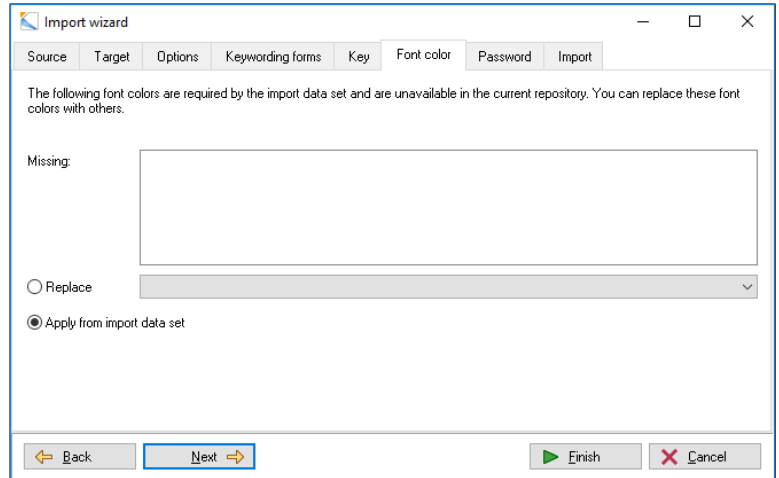 Import wizard
Source Target Options Keywording forms Key Font color Password Import
The following font colors are required by the import data set and are unavailable in the current repository. You can replace these font
colors with others.
Missing:
Replace
Apply from import data set
Back Next Finish Cancel